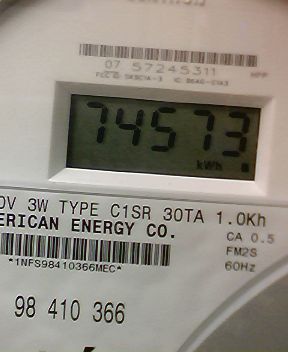 07 57245311
74573
kWh
3W TYPE C1SR 30TA 1.0Kh
ERICAN ENERGY CO.
CA 0.5
FM2S
*1NFS98410366MEC*
60Hz
98 410 366